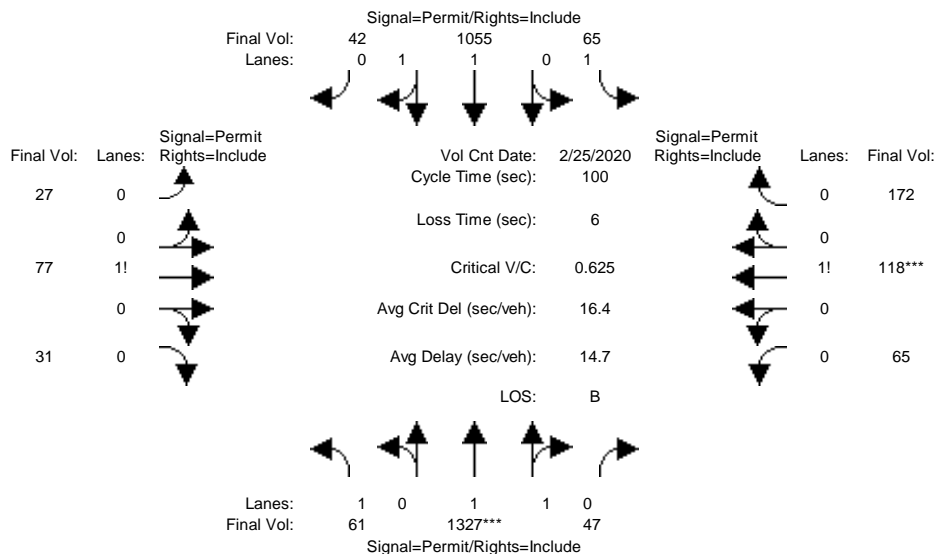 Signal=Permit/Rights=Include
Final Vol: 42 1055 65
Lanes: 0 1 1 0 1
Signal=Permit Signal=Permit
Final Vol: Lanes: Rights=Include Vol Cnt Date: 2/25/2020 Rights=Include Lanes: Final Vol:
Cycle Time (sec): 100
27 0 0 172
Loss Time (sec): 6
0 0
77 1! Critical V/C: 0.625 1! 118***
0 Avg Crit Del (sec/veh): 16.4 0
31 0 Avg Delay (sec/veh): 14.7 0 65
LOS: B
Lanes: 1 0 1 1 0
Final Vol: 61 1327*** 47
Signal=Permit/Rights=Include